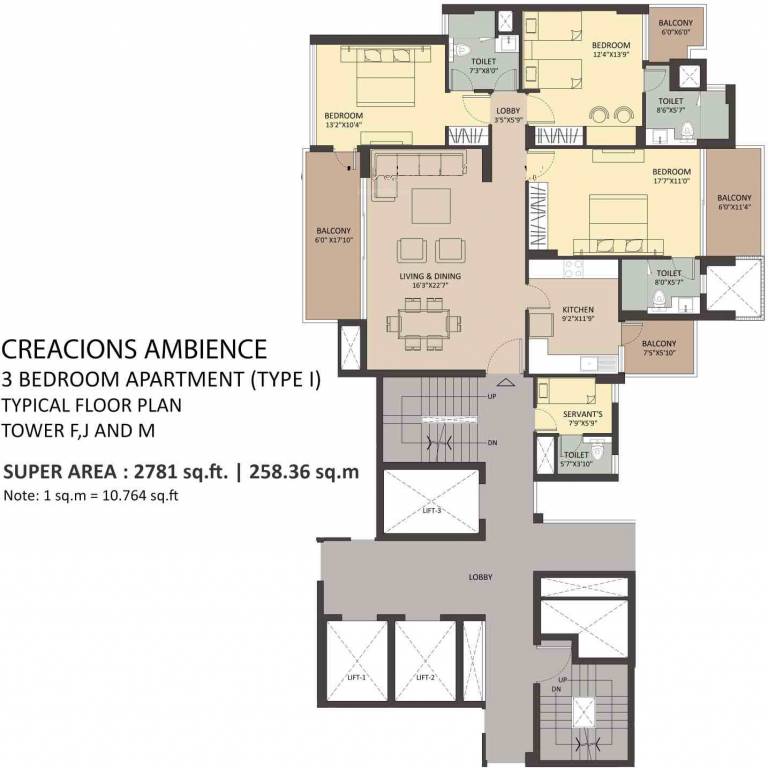 BALCONY
6'0"X6'0"
TOILET
7'3"X8'0"
BEDROOM
12'4"X13'9"
LOBBY
3'5"X5'9"
TOILET
8'6"X5'7"
BEDROOM
13'2"X10'4"
BEDROOM
17'7"X11'0"
BALCONY
6'0"X11'4"
BALCONY
6'0" X17'10"
LIVING & DINING
16'3"X22'7"
TOILET
8'0"X5'7"
KITCHEN
9'2"X11'9"
BALCONY
7'5"X5'10"
CREACIONS AMBIENCE
3 BEDROOM APARTMENT (TYPE I)
TYPICAL FLOOR PLAN
TOWER F,J AND M
SUPER AREA : 2781 sq.ft. | 258.36 sq.m
Note: 1 sq.m = 10.764 sq.ft
UP
DN
SERVANT'S
7'9"X5'9"
TOILET
5'7"X3'10"
LIFT-3
LOBBY
LIFT-1
LIFT-2
UP
DN